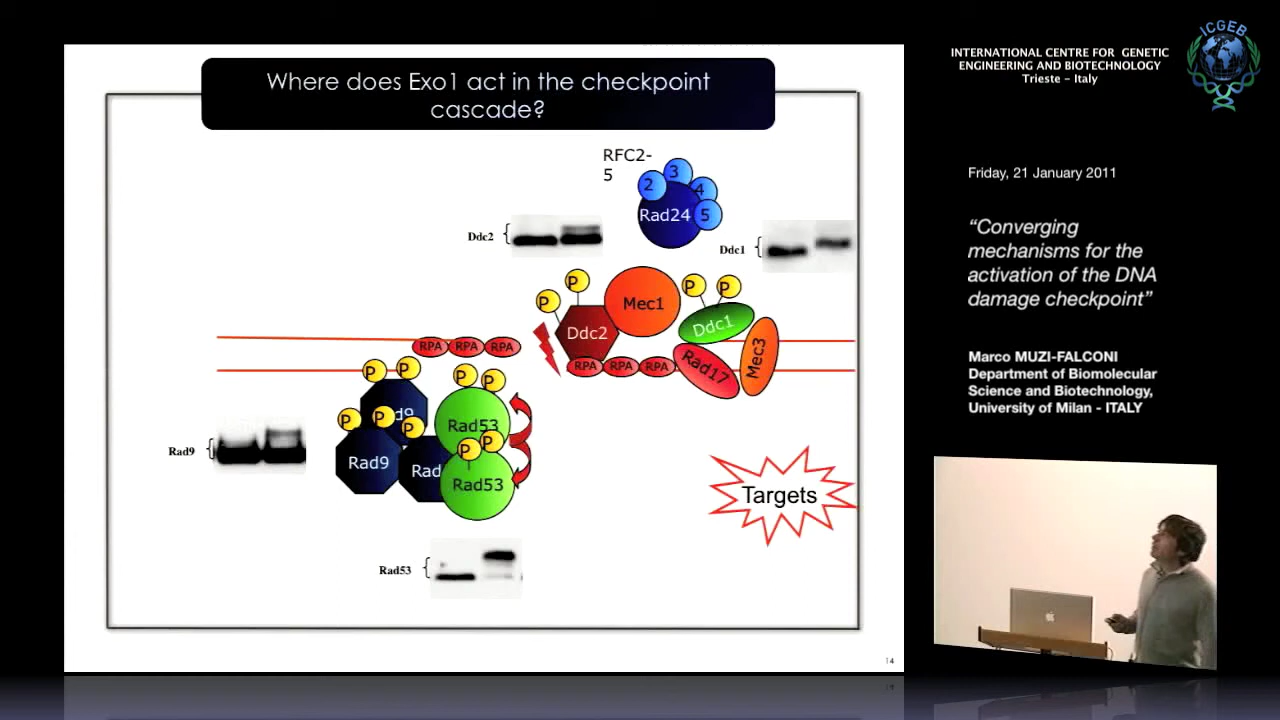 Where does Exo1 act in the checkpoint
cascade?
RFC2-
5
2
3
4
5
Rad24
Ddc2
Ddc1
P
P
Mec1
P
P
Ddc2
Ddc1
Mec3
Rad17
RPA
RPA
RPA
RPA
RPA
RPA
P
P
P
P
Rad53
P
P
P
d9
P
P
Rad9
Rad
Rad53
Rad9
Targets
Rad53
14
ICGEB
INTERNATIONAL CENTRE FOR GENETIC
ENGINEERING AND BIOTECHNOLOGY
Trieste – Italy
Friday, 21 January 2011
“Converging
mechanisms for the
activation of the DNA
damage checkpoint”
Marco MUZI-FALCONI
Department of Biomolecular
Science and Biotechnology,
University of Milan - ITALY